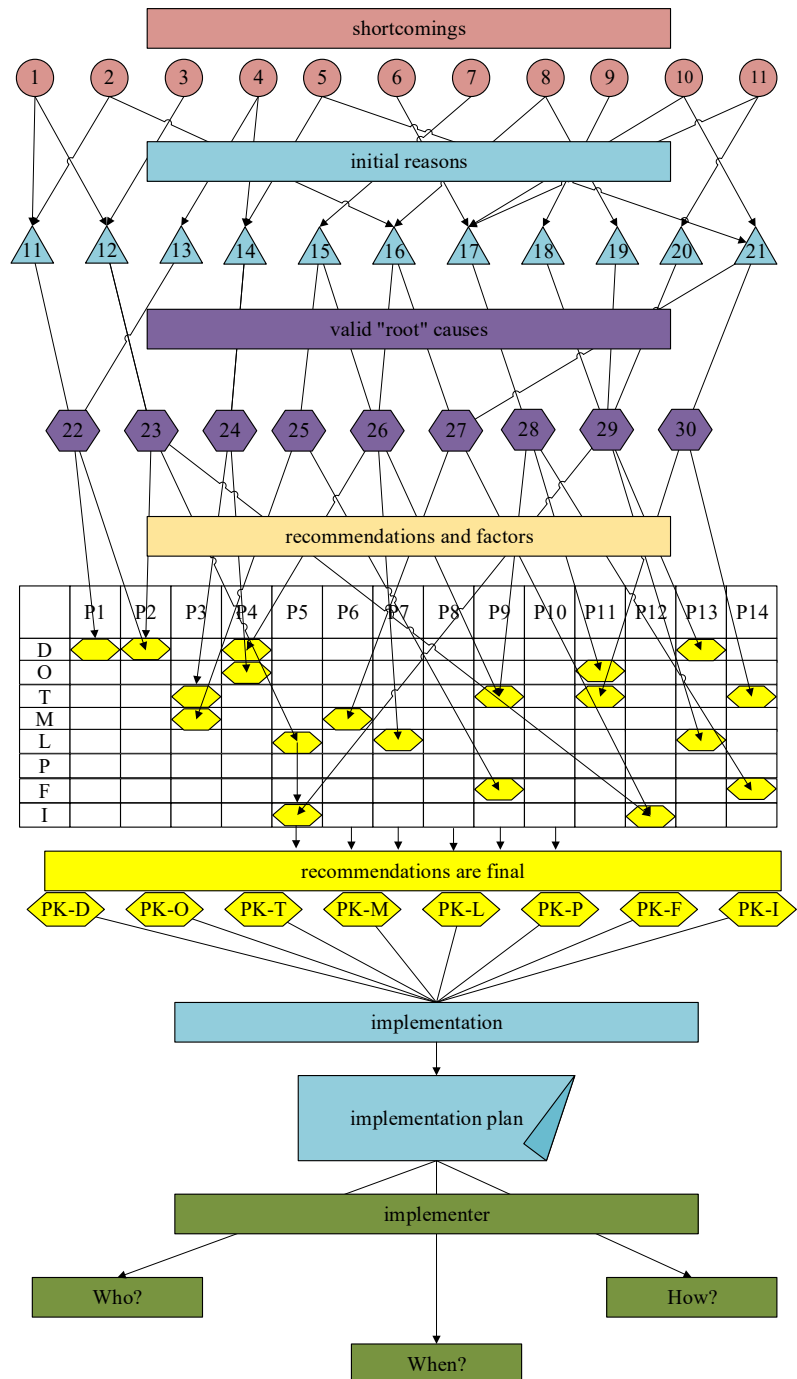 shortcomings
1 2 3 4 5 6 7 8 9 10 11
initial reasons
11 12 13 14 15 16 17 18 19 20 21
valid "root" causes
22 23 24 25 26 27 28 29 30
recommendations and factors
P1 P2 P3 P4 P5 P6 P7 P8 P9 P10 P11 P12 P13 P14
D
O
T
M
L
P
F
I
recommendations are final
PK-D PK-O PK-T PK-M PK-L PK-P PK-F PK-I
implementation
implementation plan
implementer
Who? How?
When?